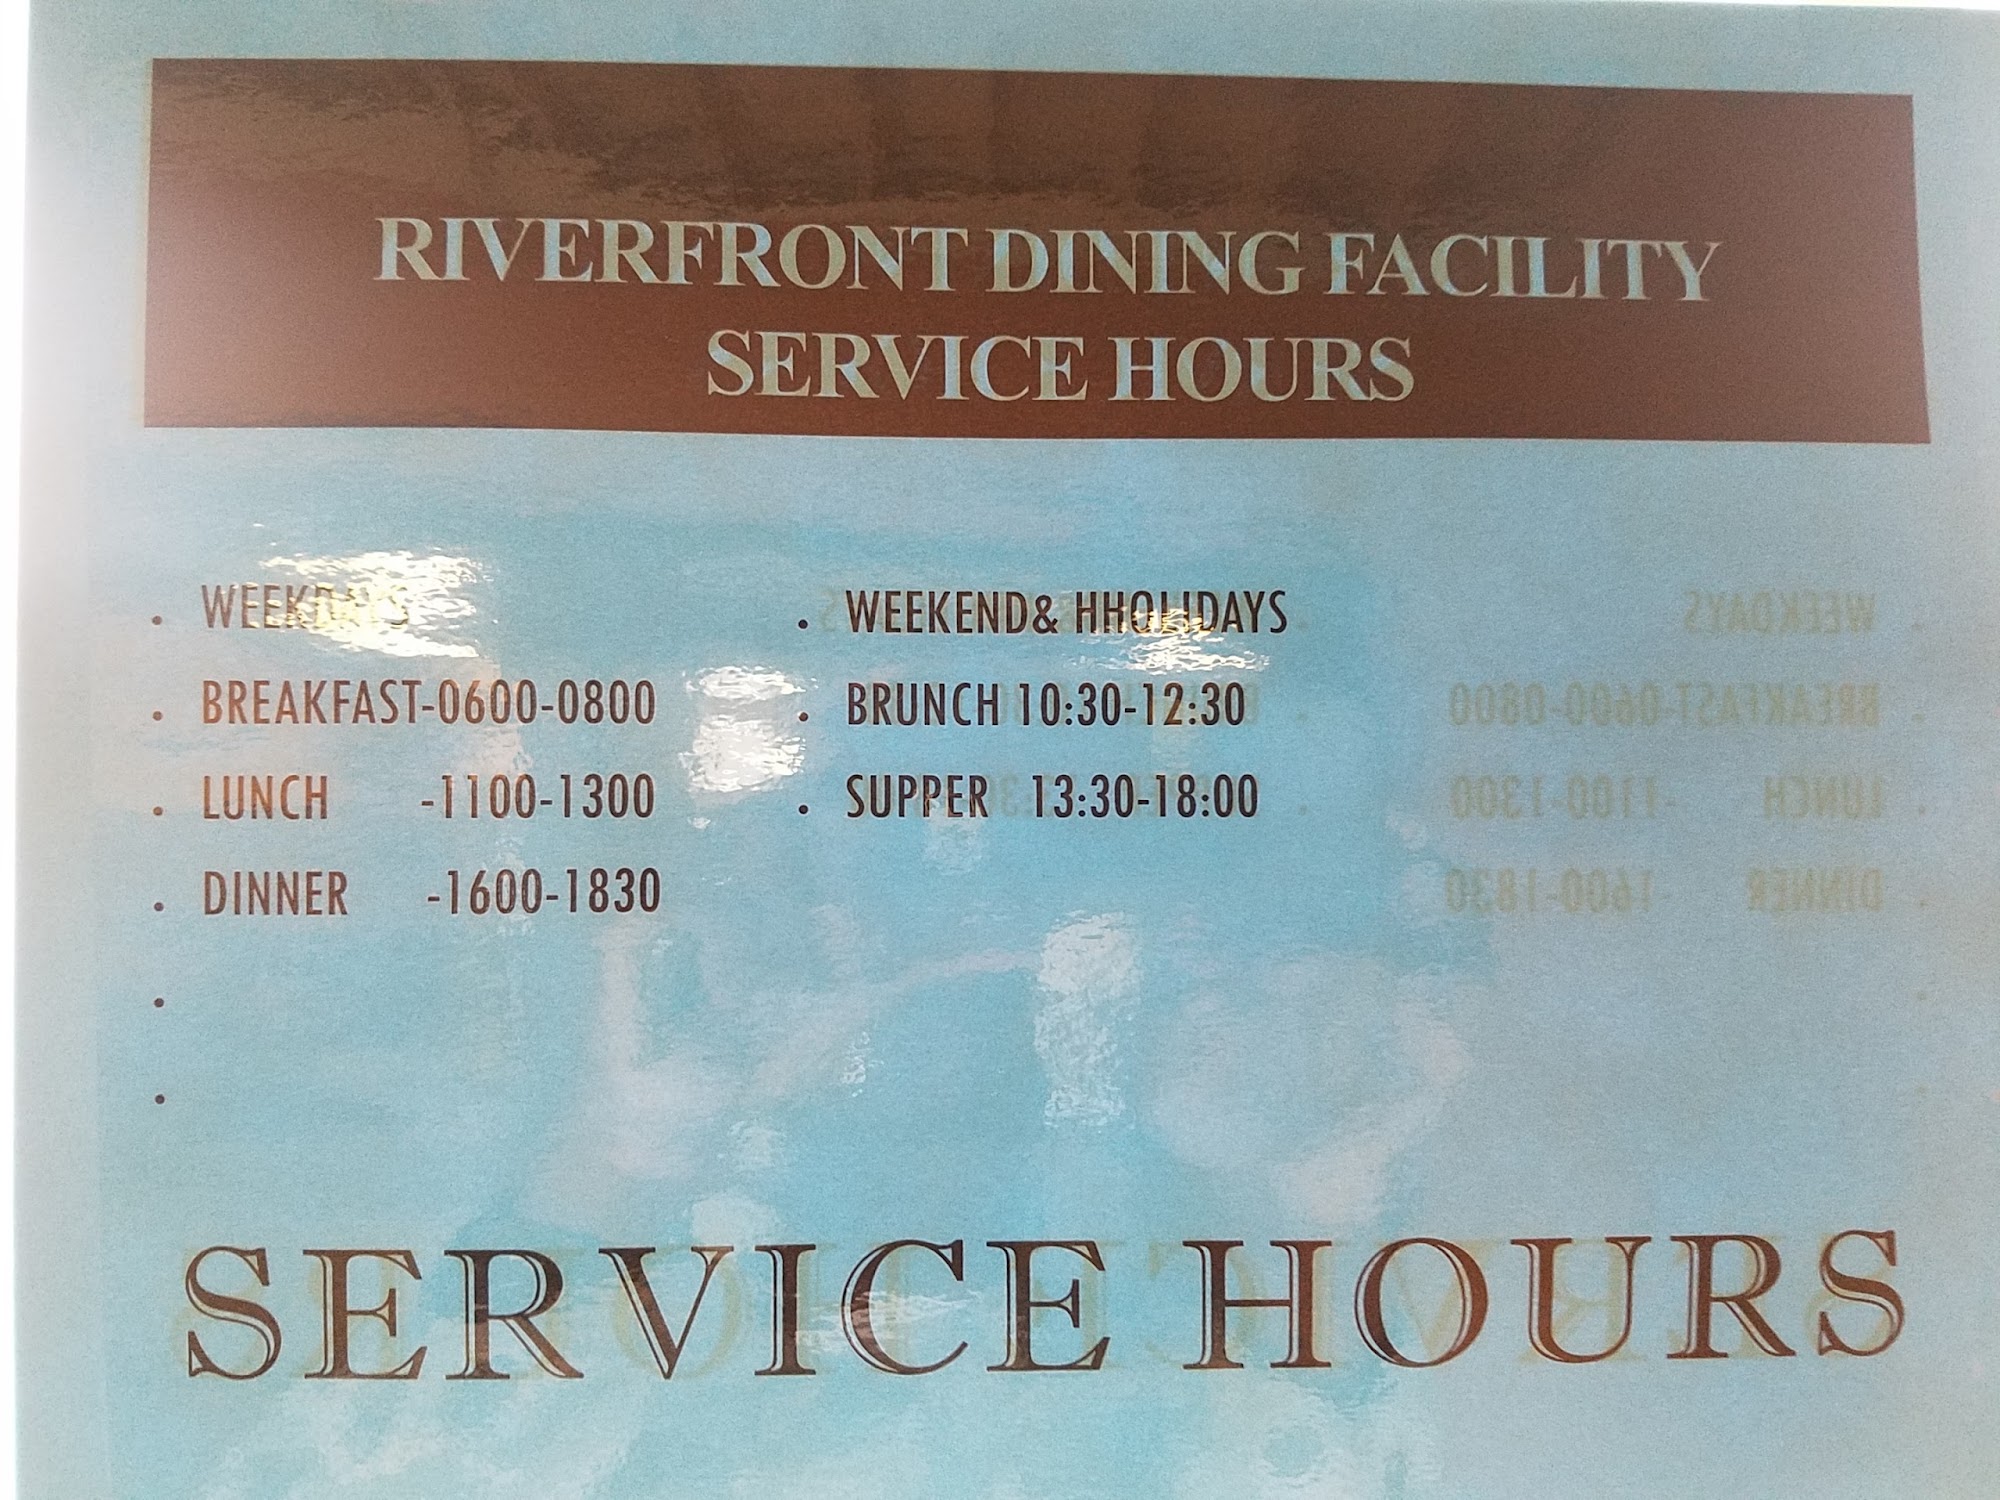 RIVERFRONT DINING FACILITY
SERVICE HOURS
• WEEKDAYS
• BREAKFAST-0600-0800
• LUNCH -1100-1300
• DINNER -1600-1830
•
•
• WEEKEND& HHOLIDAYS
• BRUNCH 10:30-12:30
• SUPPER 13:30-18:00
SERVICE HOURS